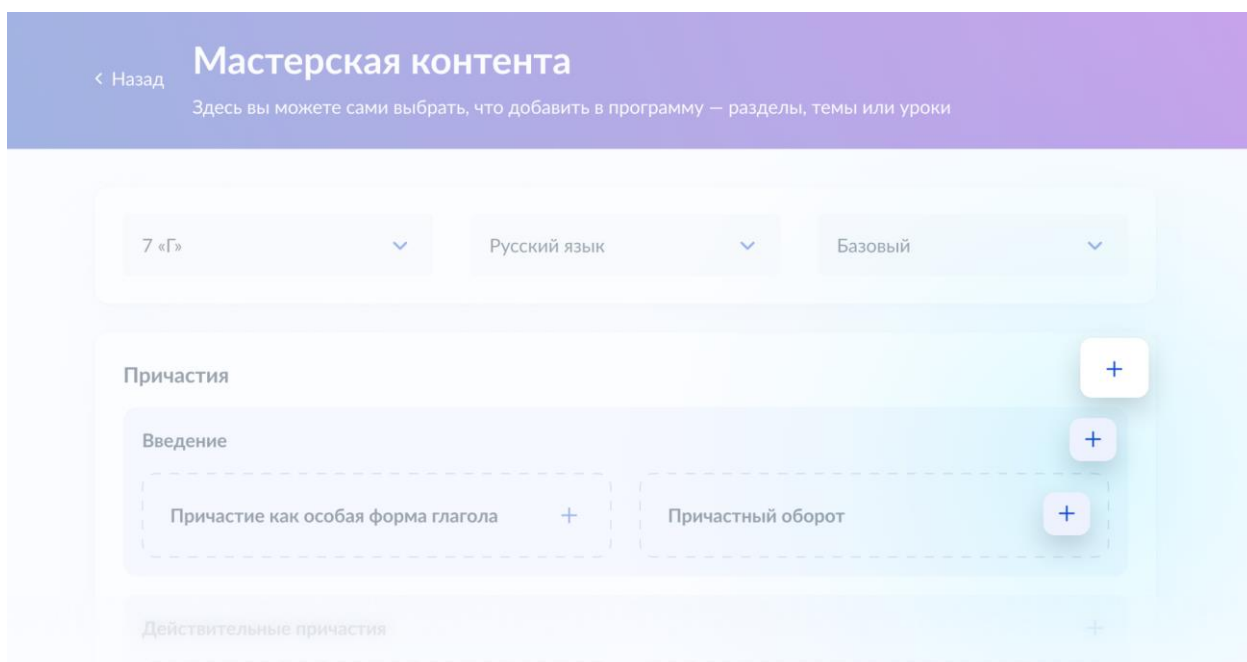 Назад
Мастерская контента
Здесь вы можете сами выбрать, что добавить в программу — разделы, темы или уроки
7 «Г»
Русский язык
Базовый
Причастия
Введение
Причастие как особая форма глагола
Причастный оборот
Действительные причастия